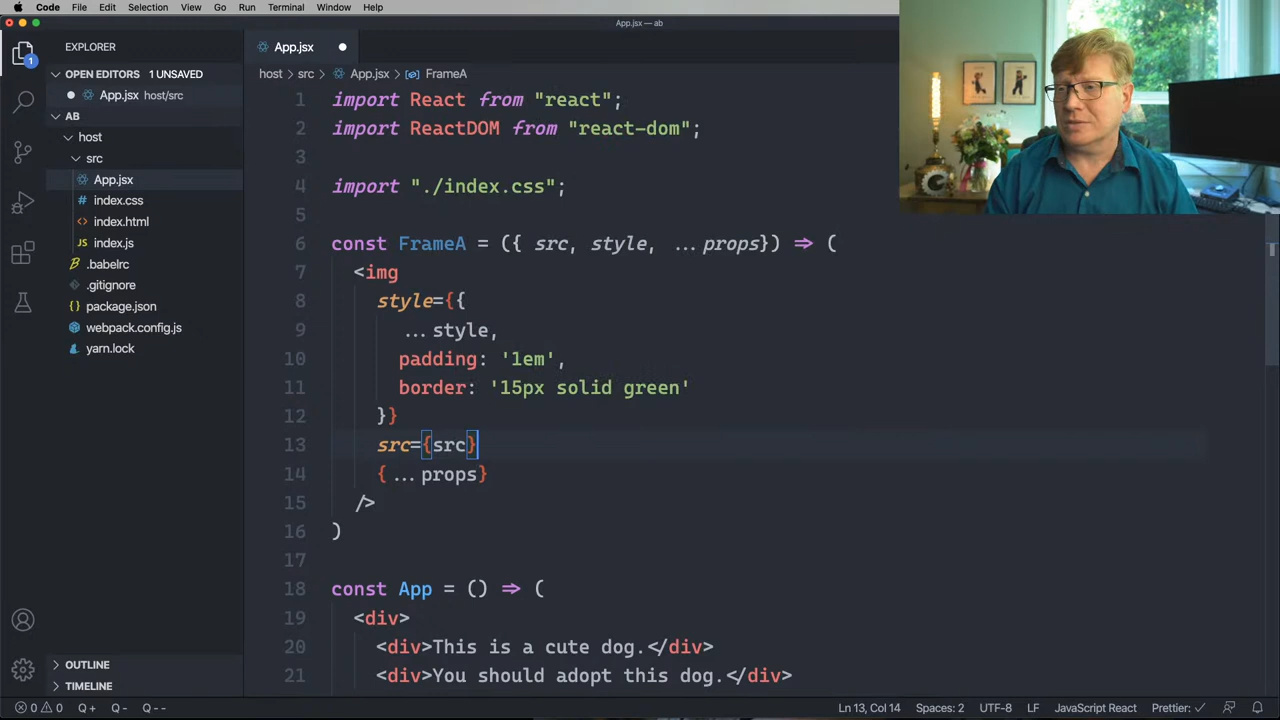 Code File Edit Selection View Go Run Terminal Window Help
App.jsx — ab
EXPLORER
OPEN EDITORS 1 UNSAVED
App.jsx host/src
AB
host
src
App.jsx
index.css
index.html
index.js
.babelrc
.gitignore
package.json
webpack.config.js
yarn.lock
OUTLINE
TIMELINE
1
App.jsx
host > src > App.jsx > FrameA
1 import React from "react";
2 import ReactDOM from "react-dom";
3
4 import "./index.css";
5
6 const FrameA = ({ src, style, ...props}) => (
7 <img
8 style={{
9 ...style,
10 padding: '1em',
11 border: '15px solid green'
12 }}
13 src={src}
14 {...props}
15 />
16 )
17
18 const App = () => (
19 <div>
20 <div>This is a cute dog.</div>
21 <div>You should adopt this dog.</div>
0 0 Q+ Q- Q-- Ln 13, Col 14 Spaces: 2 UTF-8 LF JavaScript React Prettier: ✓